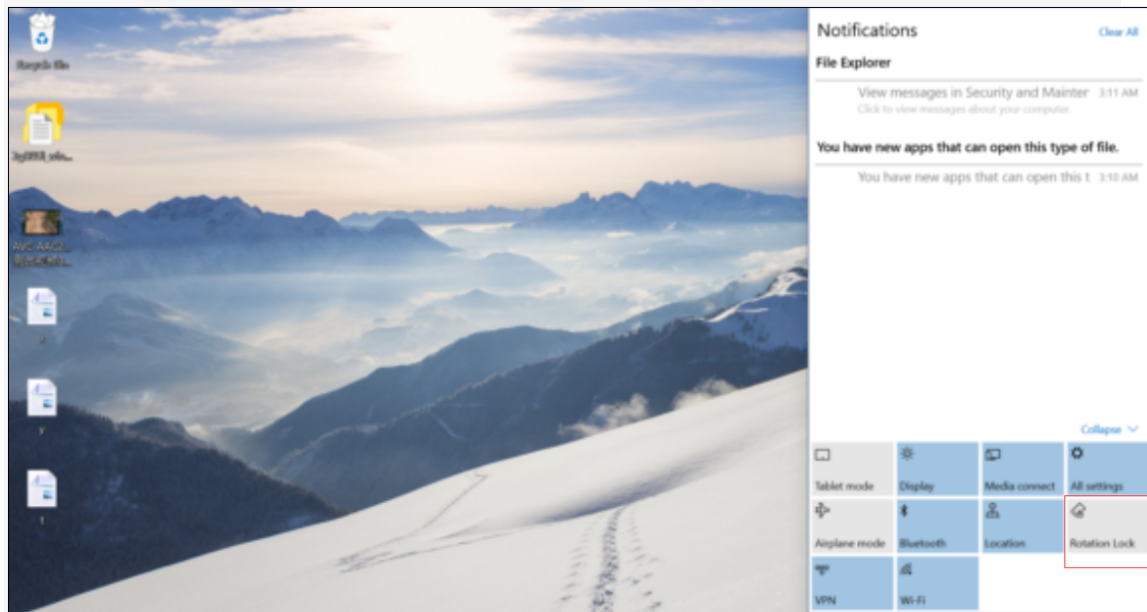 Recycle Bin
AVC AAC2...
x
y
t
Notifications
Clear All
File Explorer
View messages in Security and Mainter 3:11 AM
Click to view messages about your computer.
You have new apps that can open this type of file.
You have new apps that can open this t 3:10 AM
Collapse
Tablet mode
Display
Media connect
All settings
Airplane mode
Bluetooth
Location
Rotation Lock
VPN
Wi-Fi